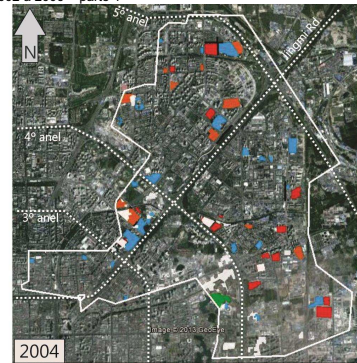 5º anel
Jingmi Rd.
N
4º anel
3º anel
Image © 2013 GeoEye
2004